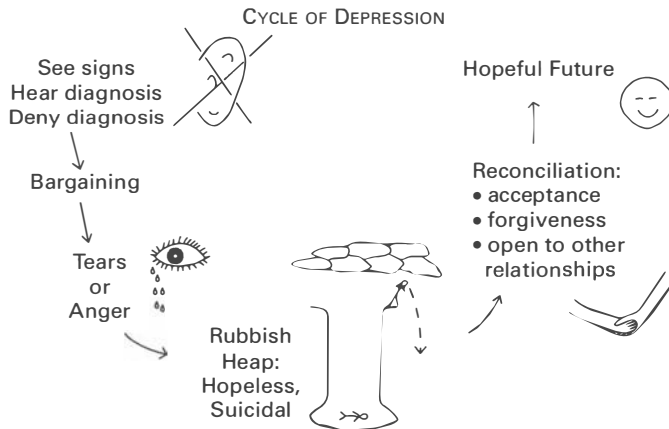 CYCLE OF DEPRESSION
See signs
Hear diagnosis
Deny diagnosis
Bargaining
Tears
or
Anger
Rubbish
Heap:
Hopeless,
Suicidal
Reconciliation:
• acceptance
• forgiveness
• open to other
relationships
Hopeful Future